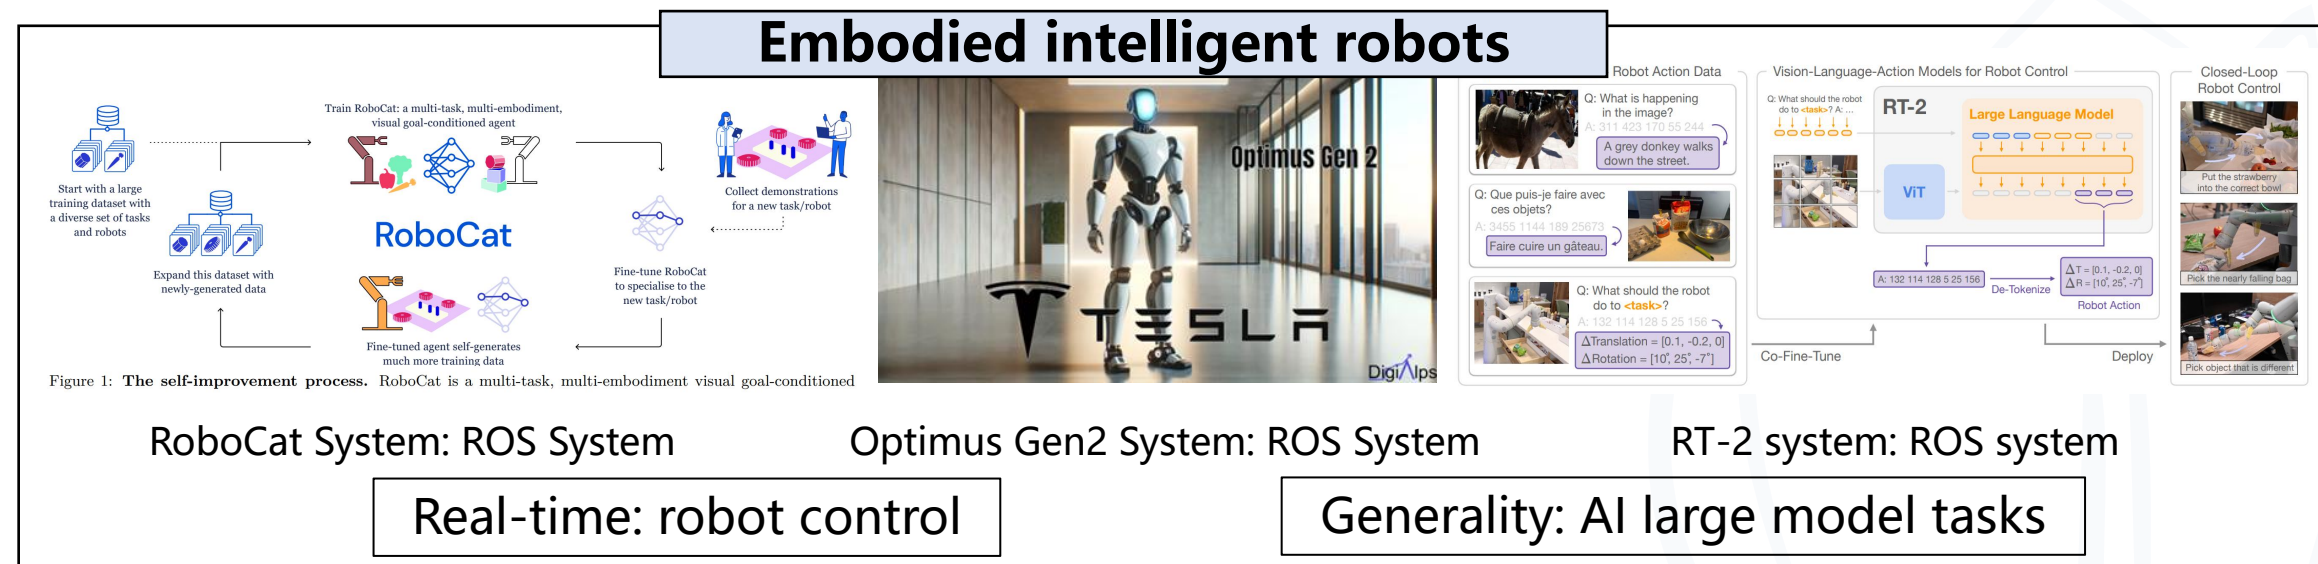 Embodied intelligent robots
Train RoboCat: a multi-task, multi-embodiment,
visual goal-conditioned agent
Start with a large
training dataset with
a diverse set of tasks
and robots
Expand this dataset with
newly-generated data
RoboCat
Collect demonstrations
for a new task/robot
Fine-tune RoboCat
to specialise to the
new task/robot
Fine-tuned agent self-generates
much more training data
Figure 1: The self-improvement process. RoboCat is a multi-task, multi-embodiment visual goal-conditioned
Optimus Gen 2
TESLA
DigiAlps
Robot Action Data
Q: What is happening
in the image?
A: 311 423 170 55 244
A grey donkey walks
down the street.
Q: Que puis-je faire avec
ces objets?
A: 3455 1144 189 25673
Faire cuire un gâteau.
Q: What should the robot
do to <task>?
A: 132 114 128 5 25 156
ΔTranslation = [0.1, -0.2, 0]
ΔRotation = [10°, 25°, -7°]
Co-Fine-Tune
Vision-Language-Action Models for Robot Control
Q: What should the robot
do to <task>? A: ...
RT-2
Large Language Model
ViT
A: 132 114 128 5 25 156
De-Tokenize
ΔT = [0.1, -0.2, 0]
ΔR = [10°, 25°, -7°]
Robot Action
Deploy
Closed-Loop
Robot Control
Put the strawberry
into the correct bowl
Pick the nearly falling bag
Pick object that is different
RoboCat System: ROS System
Optimus Gen2 System: ROS System
RT-2 system: ROS system
Real-time: robot control
Generality: AI large model tasks